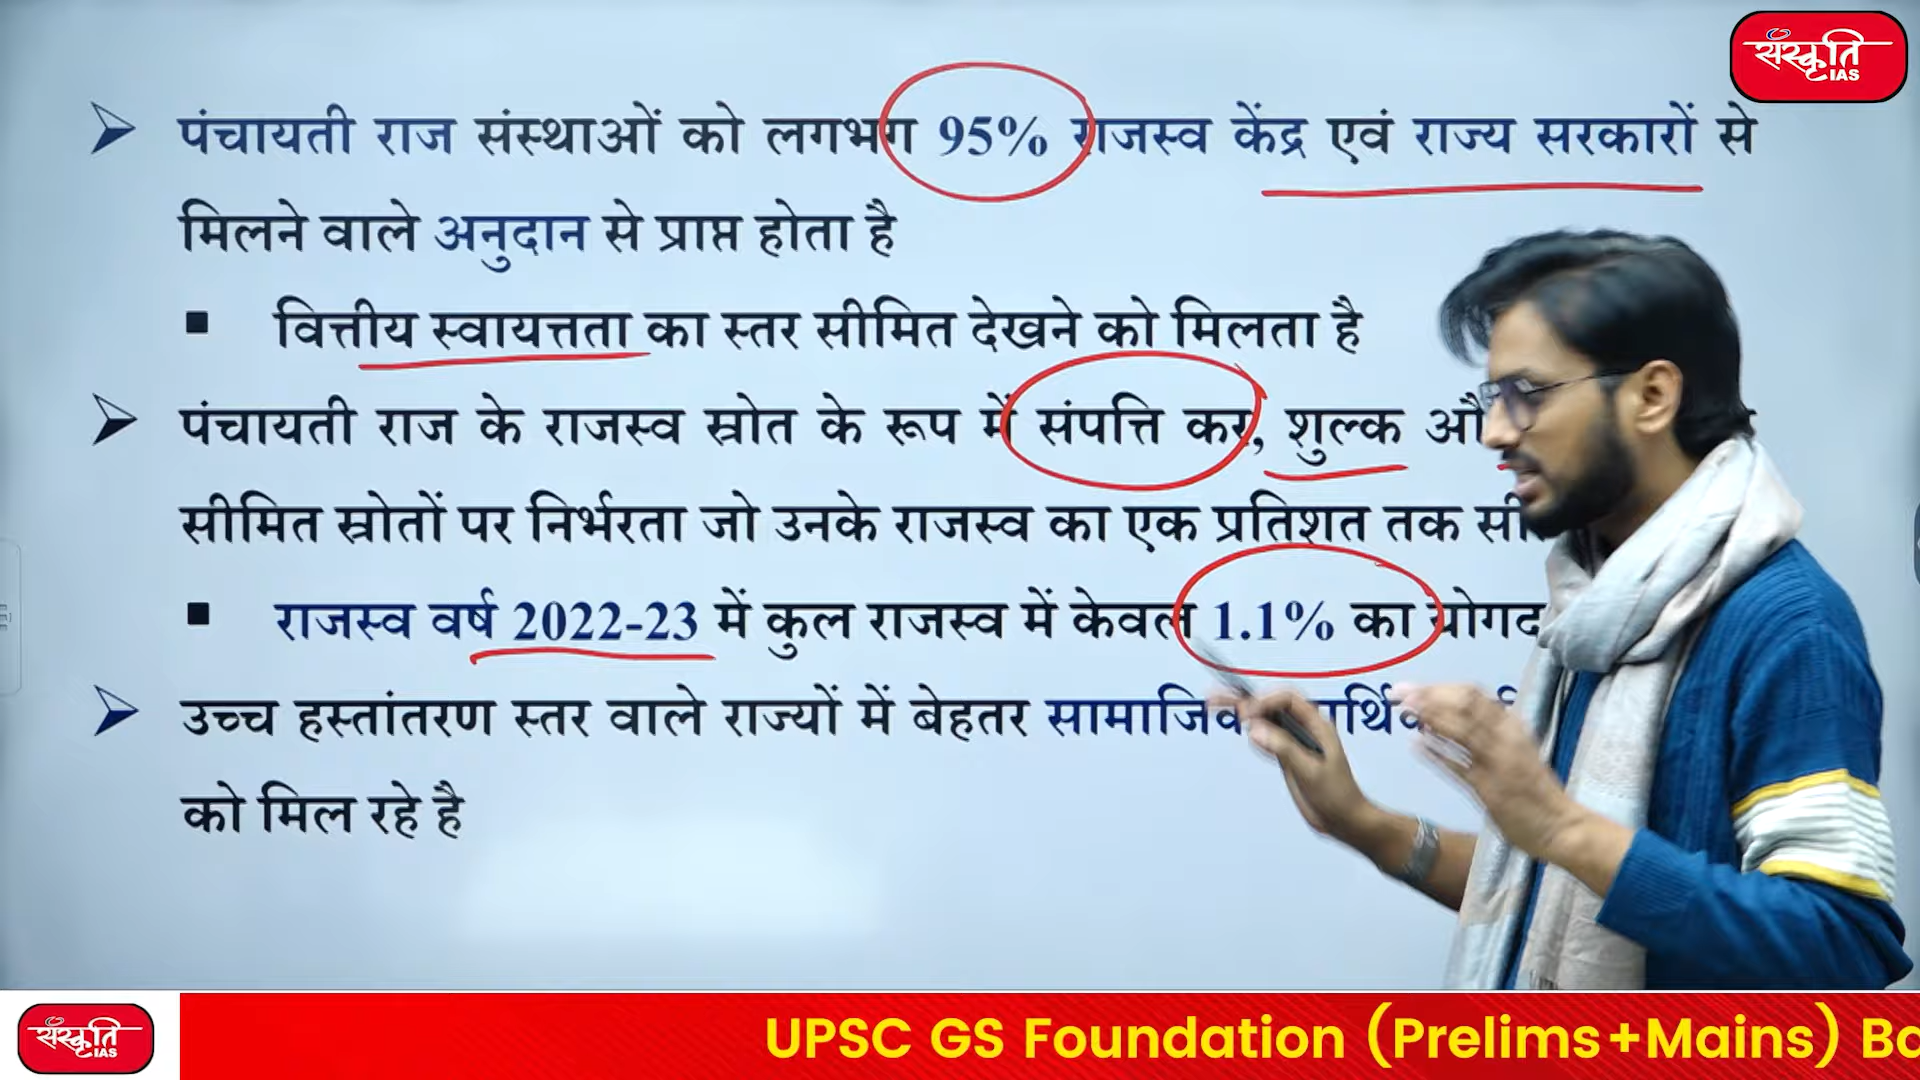 संस्कृति
IAS
पंचायती राज संस्थाओं को लगभग 95% राजस्व केंद्र एवं राज्य सरकारों से
मिलने वाले अनुदान से प्राप्त होता है
वित्तीय स्वायत्तता का स्तर सीमित देखने को मिलता है
पंचायती राज के राजस्व स्रोत के रूप में संपत्ति कर, शुल्क
सीमित स्रोतों पर निर्भरता जो उनके राजस्व का एक प्रतिशत तक
राजस्व वर्ष 2022-23 में कुल राजस्व में केवल 1.1% का
उच्च हस्तांतरण स्तर वाले राज्यों में बेहतर
को मिल रहे है
संस्कृति
IAS
UPSC GS Foundation (Prelims+Mains)